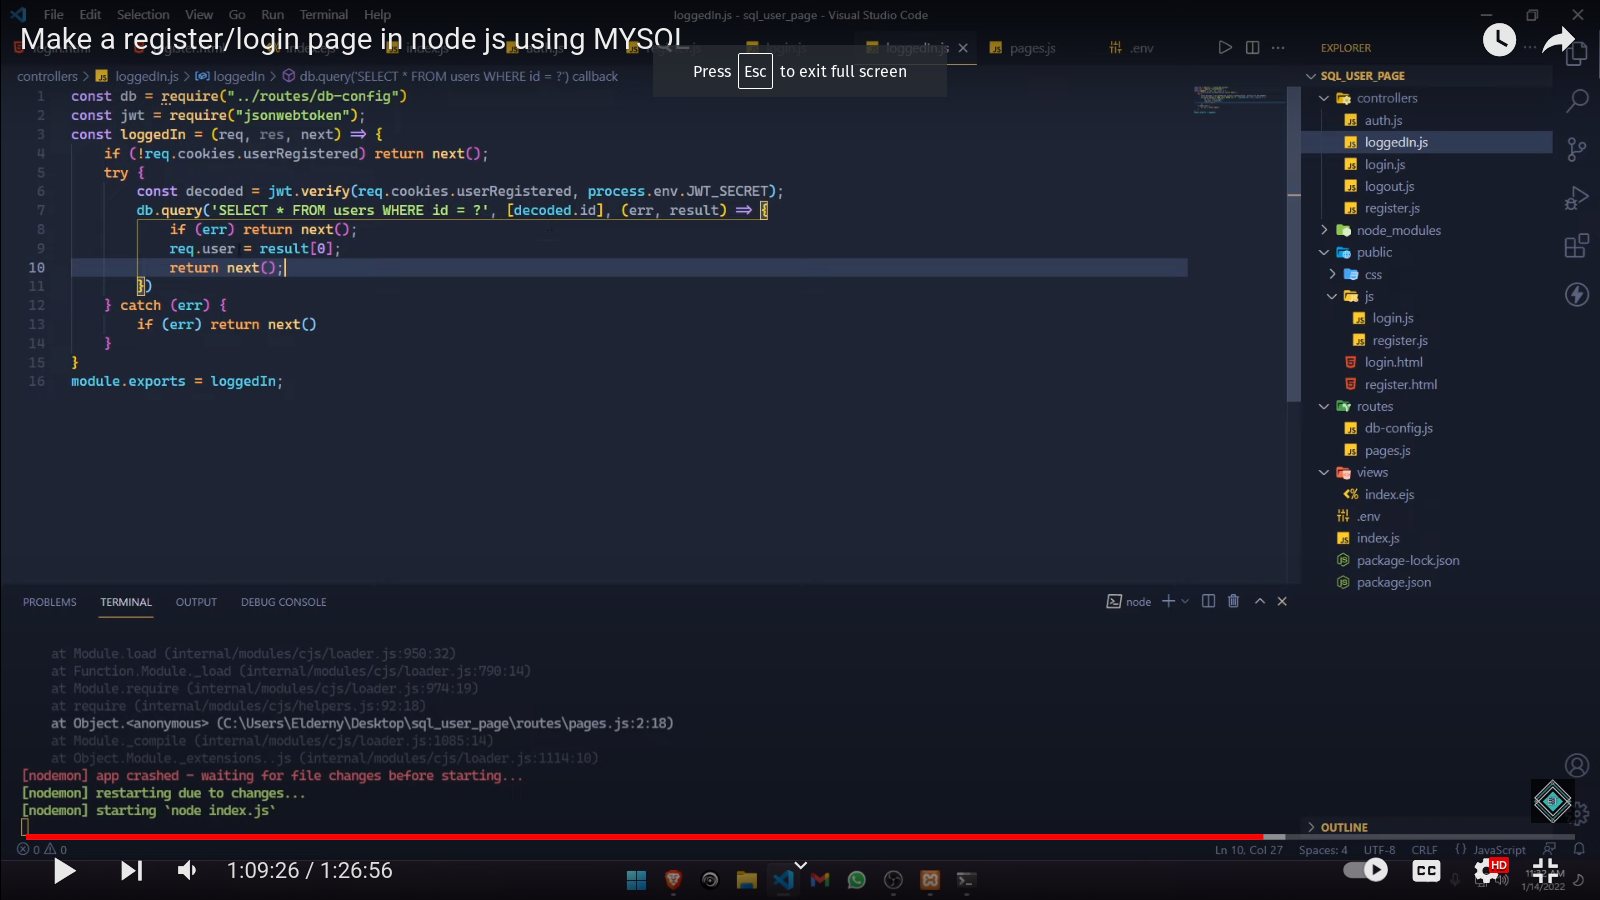 File Edit Selection View Go Run Terminal Help
loggedIn.js - sql_user_page - Visual Studio Code
Make a register/login page in node js using MYSQL
loggedIn.js
pages.js
.env
EXPLORER
Press Esc to exit full screen
controllers > loggedIn.js > loggedIn > db.query('SELECT * FROM users WHERE id = ?') callback
1 const db = require("../routes/db-config")
2 const jwt = require("jsonwebtoken");
3 const loggedIn = (req, res, next) => {
4 if (!req.cookies.userRegistered) return next();
5 try {
6 const decoded = jwt.verify(req.cookies.userRegistered, process.env.JWT_SECRET);
7 db.query('SELECT * FROM users WHERE id = ?', [decoded.id], (err, result) => {
8 if (err) return next();
9 req.user = result[0];
10 return next();
11 })
12 } catch (err) {
13 if (err) return next()
14 }
15 }
16 module.exports = loggedIn;
SQL_USER_PAGE
controllers
auth.js
loggedIn.js
login.js
logout.js
register.js
node_modules
public
css
js
login.js
register.js
login.html
register.html
routes
db-config.js
pages.js
views
index.ejs
.env
index.js
package-lock.json
package.json
PROBLEMS TERMINAL OUTPUT DEBUG CONSOLE
node
at Module.load (internal/modules/cjs/loader.js:950:32)
at Function.Module._load (internal/modules/cjs/loader.js:790:14)
at Module.require (internal/modules/cjs/loader.js:974:19)
at require (internal/modules/cjs/helpers.js:92:18)
at Object.<anonymous> (C:\Users\Elderny\Desktop\sql_user_page\routes\pages.js:2:18)
at Module._compile (internal/modules/cjs/loader.js:1085:14)
at Object.Module._extensions..js (internal/modules/cjs/loader.js:1114:10)
[nodemon] app crashed - waiting for file changes before starting...
[nodemon] restarting due to changes...
[nodemon] starting `node index.js`
OUTLINE
0 0
Ln 10, Col 27 Spaces: 4 UTF-8 CRLF {} JavaScript
1:09:26 / 1:26:56
CC
HD
1/14/2022